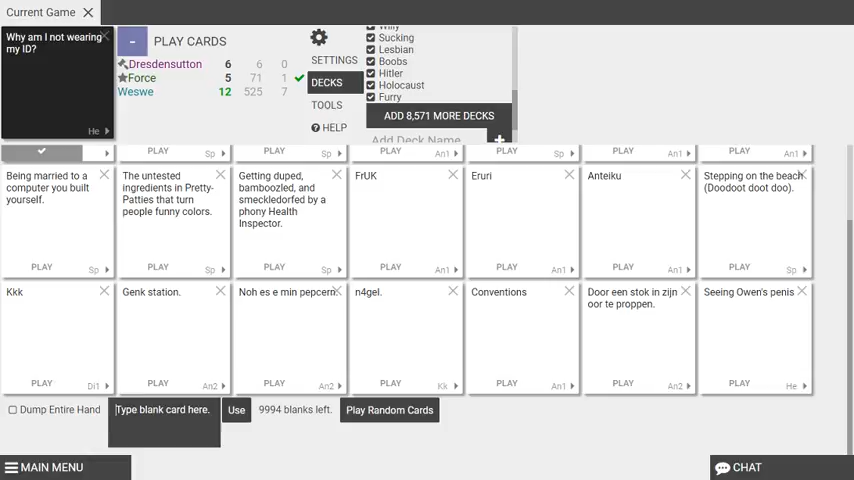 Current Game
Why am I not wearing
my ID?
He
-
PLAY CARDS
Dresdensutton 6 6 0
Force 5 71 1
Weswe 12 525 7
SETTINGS
DECKS
TOOLS
HELP
Willy
Sucking
Lesbian
Boobs
Hitler
Holocaust
Furry
ADD 8,571 MORE DECKS
Add Deck Name
+
PLAY Sp
PLAY Sp
PLAY An1
PLAY An1
PLAY Sp
PLAY An1
Being married to a
computer you built
yourself.
PLAY Sp
The untested
ingredients in Pretty-
Patties that turn
people funny colors.
PLAY Sp
Getting duped,
bamboozled, and
smeckledorfed by a
phony Health
Inspector.
PLAY Sp
FrUK
PLAY An1
Eruri
PLAY An1
Anteiku
PLAY An1
Stepping on the beach
(Doodoot doot doo).
PLAY Sp
Kkk
PLAY Di1
Genk station.
PLAY An2
Noh es e min pepcern.
PLAY An2
n4gel.
PLAY Kk
Conventions
PLAY An1
Door een stok in zijn
oor te proppen.
PLAY An2
Seeing Owen's penis
PLAY He
Dump Entire Hand
Type blank card here.
Use
9994 blanks left.
Play Random Cards
MAIN MENU
CHAT